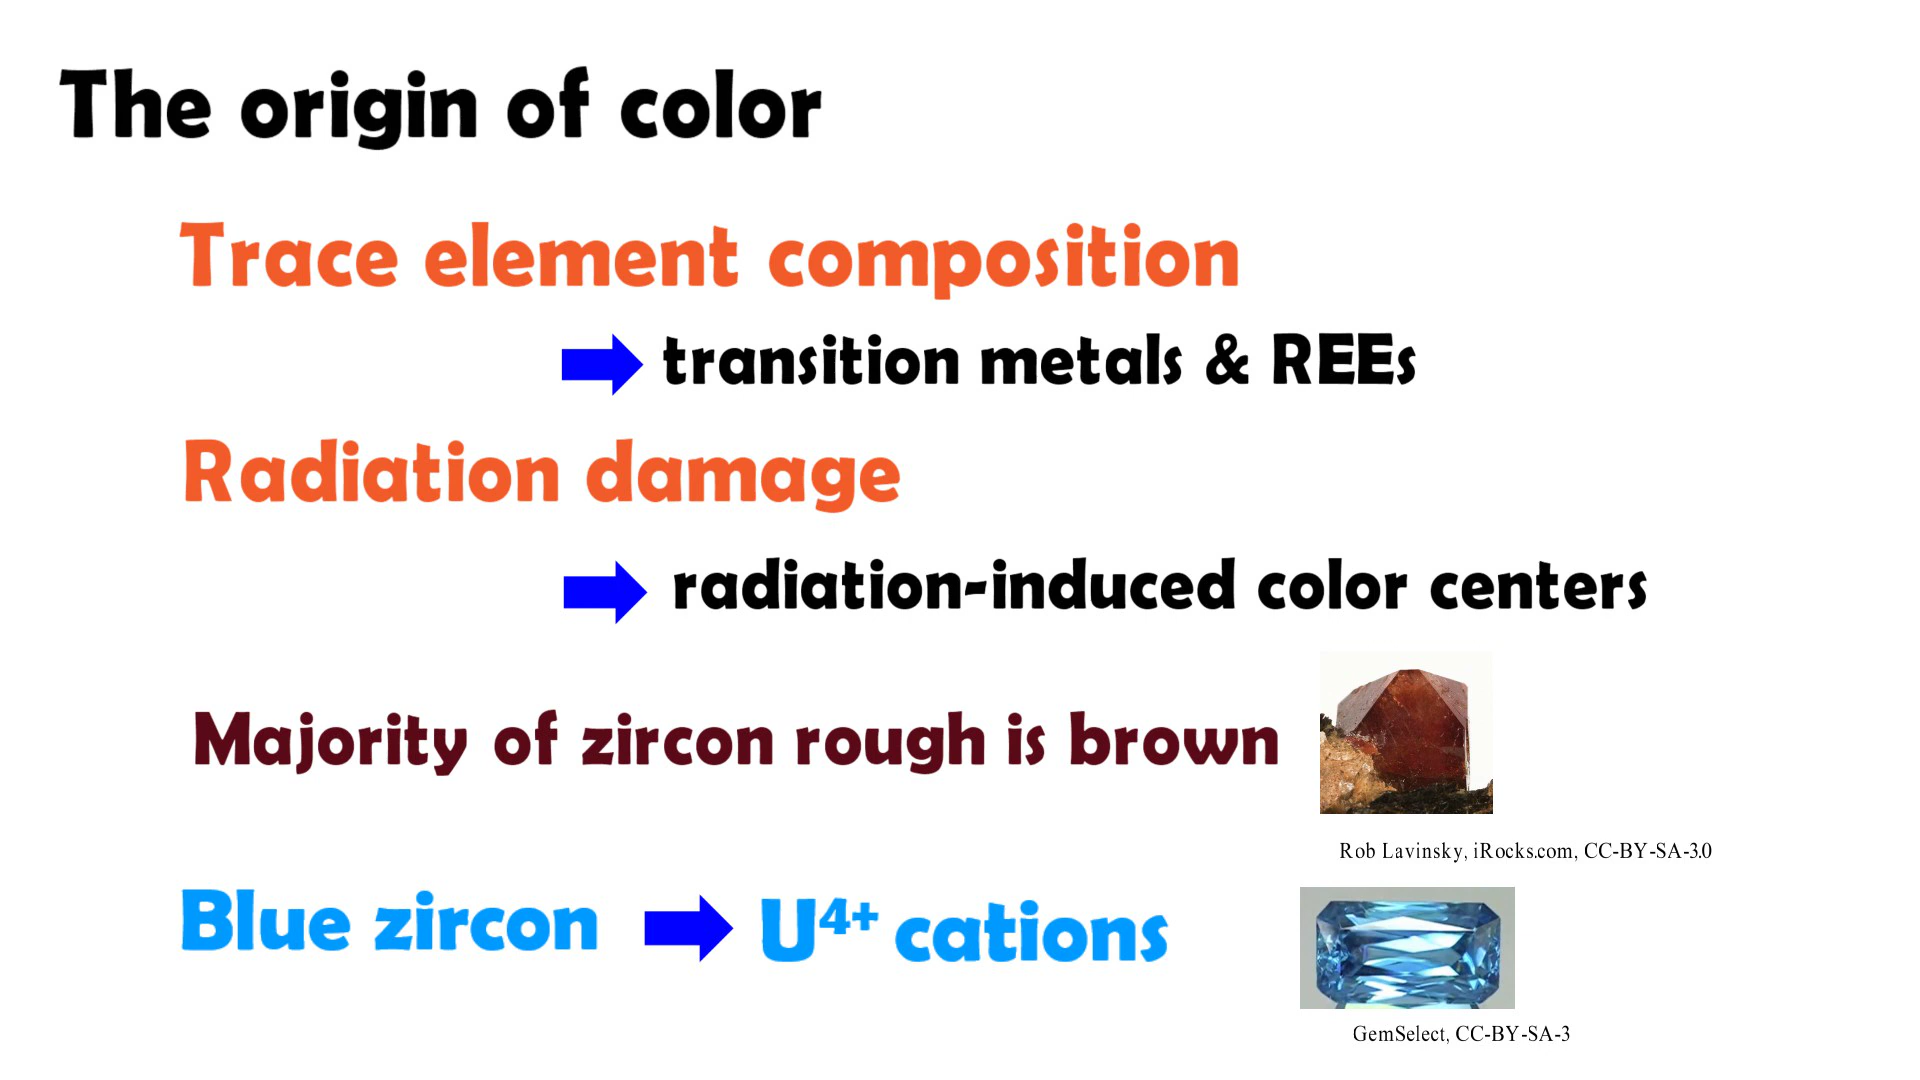 The origin of color
Trace element composition
transition metals & REEs
Radiation damage
radiation-induced color centers
Majority of zircon rough is brown
Rob Lavinsky, iRocks.com, CC-BY-SA-3.0
Blue zircon
U⁴⁺ cations
GemSelect, CC-BY-SA-3